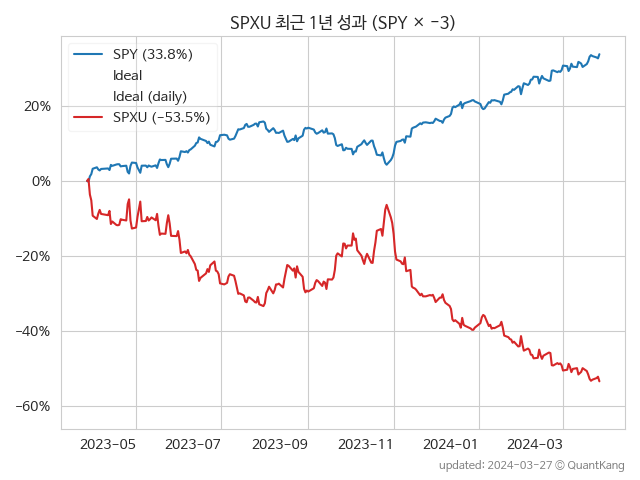 SPXU 최근 1년 성과 (SPY × −3)
SPY (33.8%)
Ideal
Ideal (daily)
SPXU (−53.5%)
20%
0%
−20%
−40%
−60%
2023-05 2023-07 2023-09 2023-11 2024-01 2024-03
updated: 2024-03-27 © QuantKang